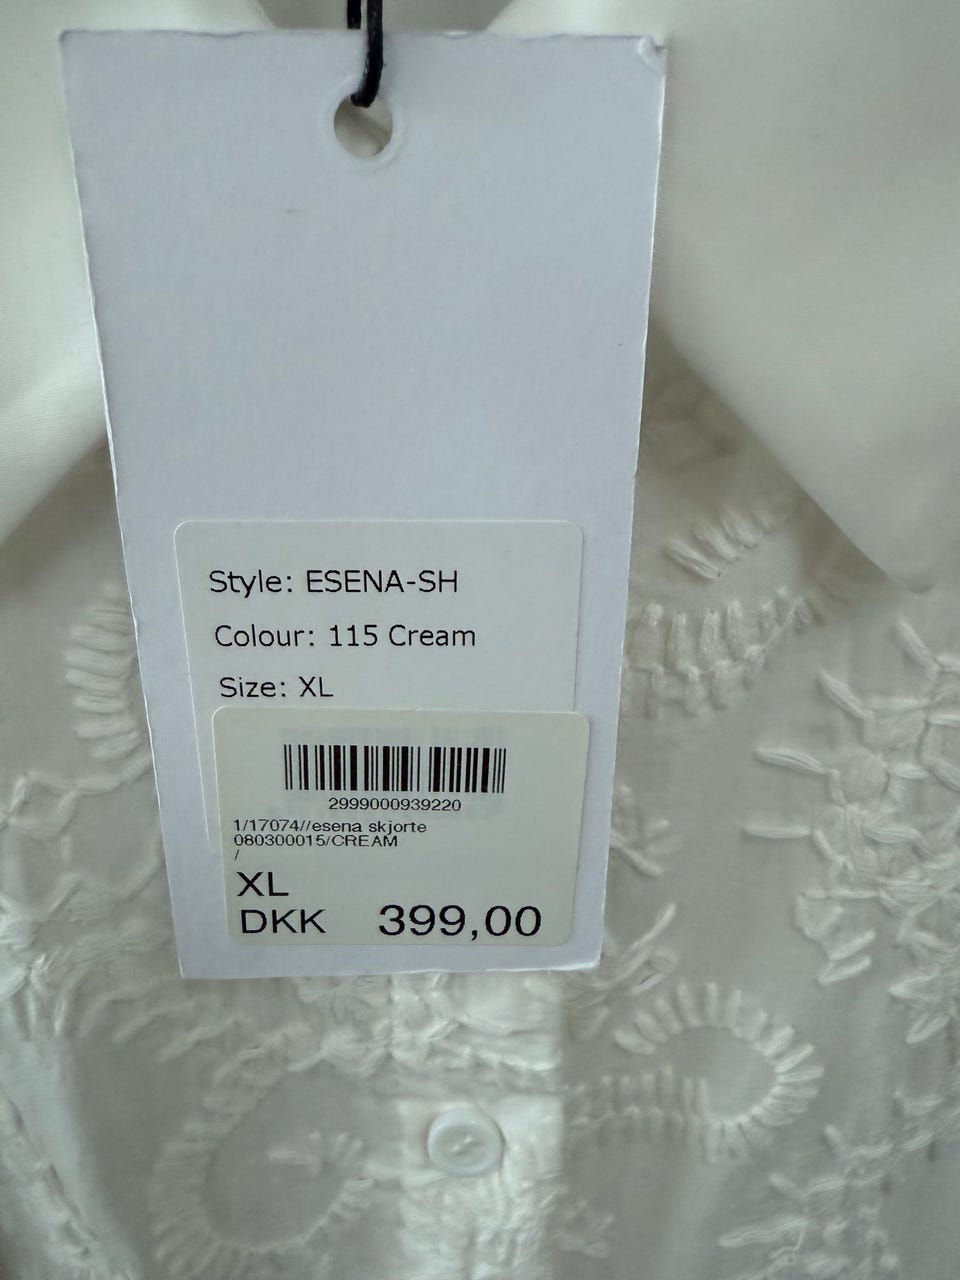 Style: ESENA-SH
Colour: 115 Cream
Size: XL
2999000939220
1/17074//esena skjorte
080300015/CREAM
/
XL
DKK 399,00